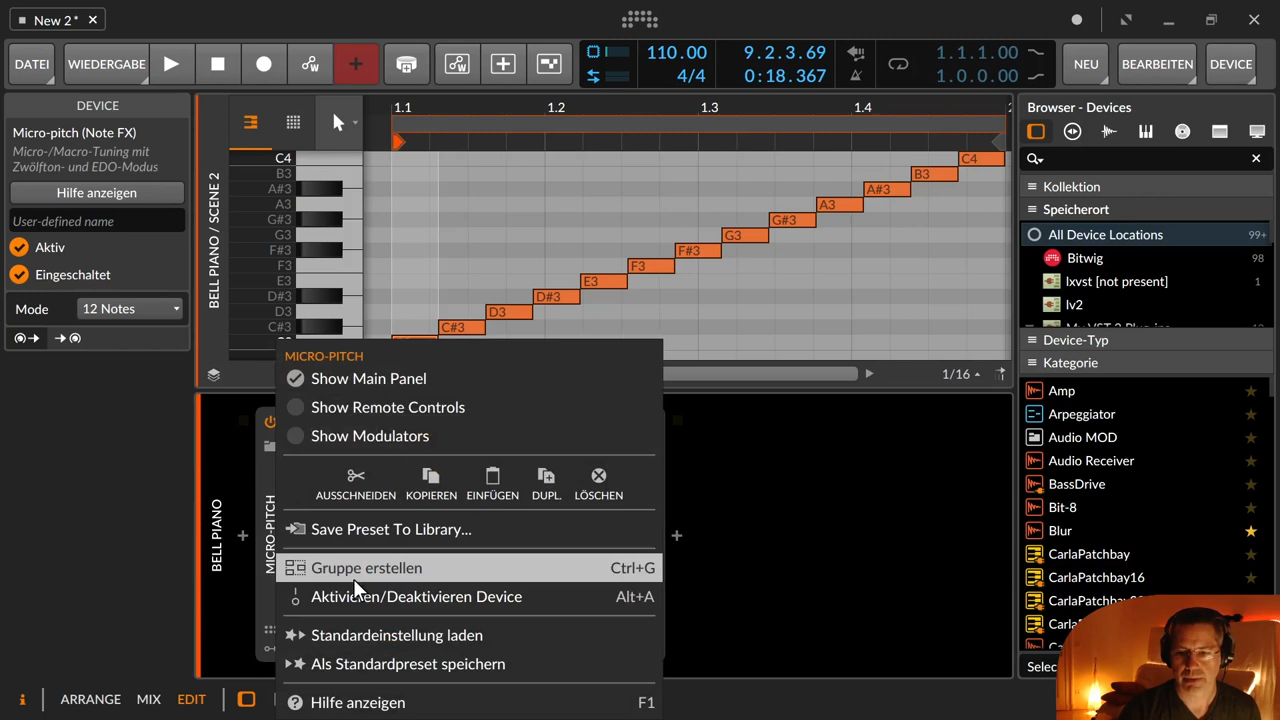 New 2*
DATEI
WIEDERGABE
110.00
4/4
9.2.3.69
0:18.367
1.1.1.00
1.0.0.00
NEU
BEARBEITEN
DEVICE
DEVICE
Micro-pitch (Note FX)
Micro-/Macro-Tuning mit
Zwölfton- und EDO-Modus
Hilfe anzeigen
User-defined name
Aktiv
Eingeschaltet
Mode 12 Notes
BELL PIANO / SCENE 2
1.1 1.2 1.3 1.4
C4
B3
A#3
A3
G#3
G3
F#3
F3
E3
D#3
D3
C#3
C4
B3
A#3
A3
G#3
G3
F#3
F3
E3
D#3
D3
C#3
1/16
BELL PIANO
MICRO-PITCH
MICRO-PITCH
Show Main Panel
Show Remote Controls
Show Modulators
AUSSCHNEIDEN KOPIEREN EINFÜGEN DUPL. LÖSCHEN
Save Preset To Library...
Gruppe erstellen Ctrl+G
Aktivieren/Deaktivieren Device Alt+A
Standardeinstellung laden
Als Standardpreset speichern
Hilfe anzeigen F1
Browser - Devices
Kollektion
Speicherort
All Device Locations 99+
Bitwig 98
lxvst [not present] 1
lv2
Device-Typ
Kategorie
Amp
Arpeggiator
Audio MOD
Audio Receiver
BassDrive
Bit-8
Blur
CarlaPatchbay
CarlaPatchbay16
ARRANGE MIX EDIT